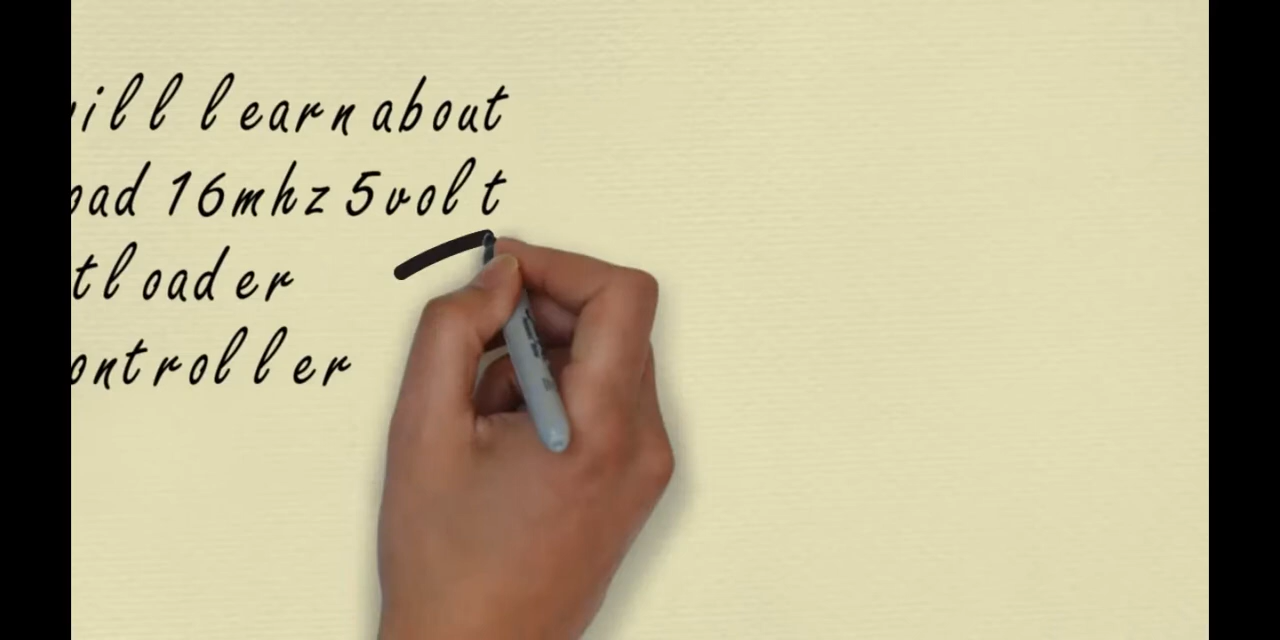 ill learn about
oad 16mhz 5volt
tloader
ontroller